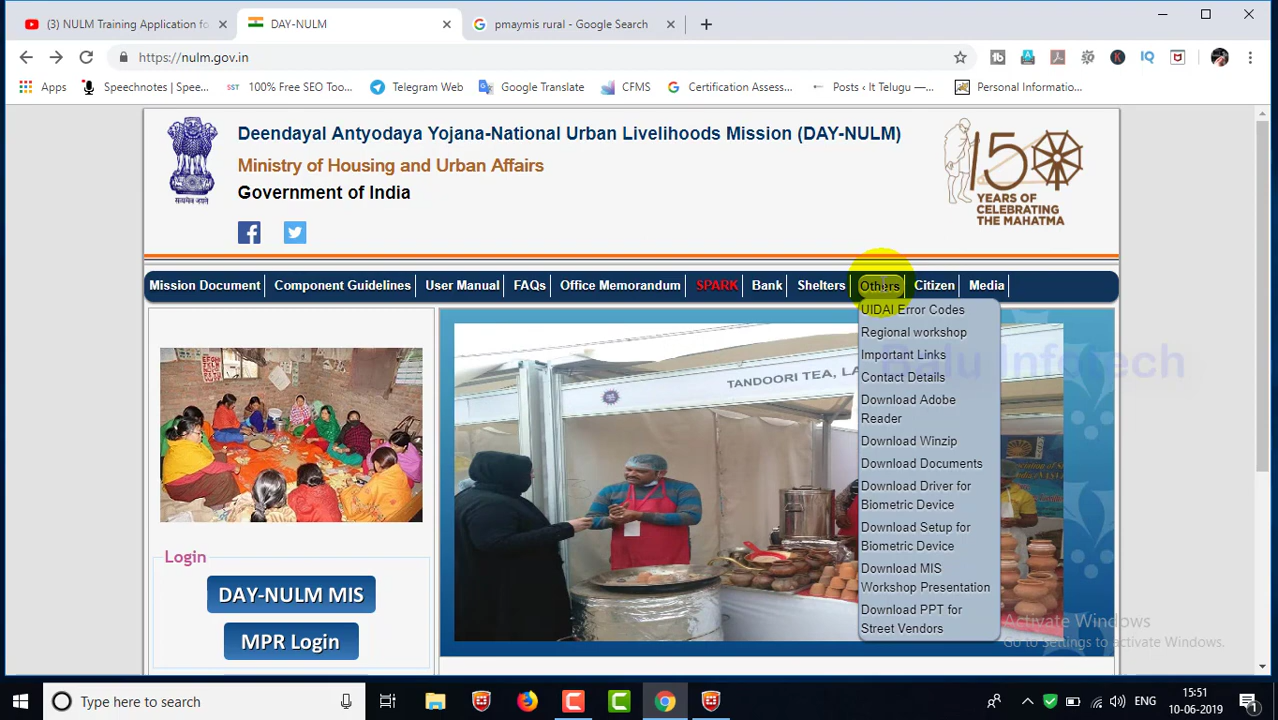 (3) NULM Training Application fo
DAY-NULM
pmaymis rural - Google Search
https://nulm.gov.in
Apps
Speechnotes | Spee...
SST
100% Free SEO Too...
Telegram Web
Google Translate
CFMS
Certification Assess...
Posts ‹ It Telugu —...
Personal Informatio...
सत्यमेव जयते
Deendayal Antyodaya Yojana-National Urban Livelihoods Mission (DAY-NULM)
Ministry of Housing and Urban Affairs
Government of India
150
YEARS OF
CELEBRATING
THE MAHATMA
Mission Document
Component Guidelines
User Manual
FAQs
Office Memorandum
SPARK
Bank
Shelters
Others
Citizen
Media
UIDAI Error Codes
Regional workshop
Important Links
Contact Details
Download Adobe
Reader
Download Winzip
Download Documents
Download Driver for
Biometric Device
Download Setup for
Biometric Device
Download MIS
Workshop Presentation
Download PPT for
Street Vendors
TANDOORI TEA,
Infotech
Login
DAY-NULM MIS
MPR Login
Activate Windows
Go to Settings to activate Windows.
Type here to search
ENG
15:51
10-06-2019
1